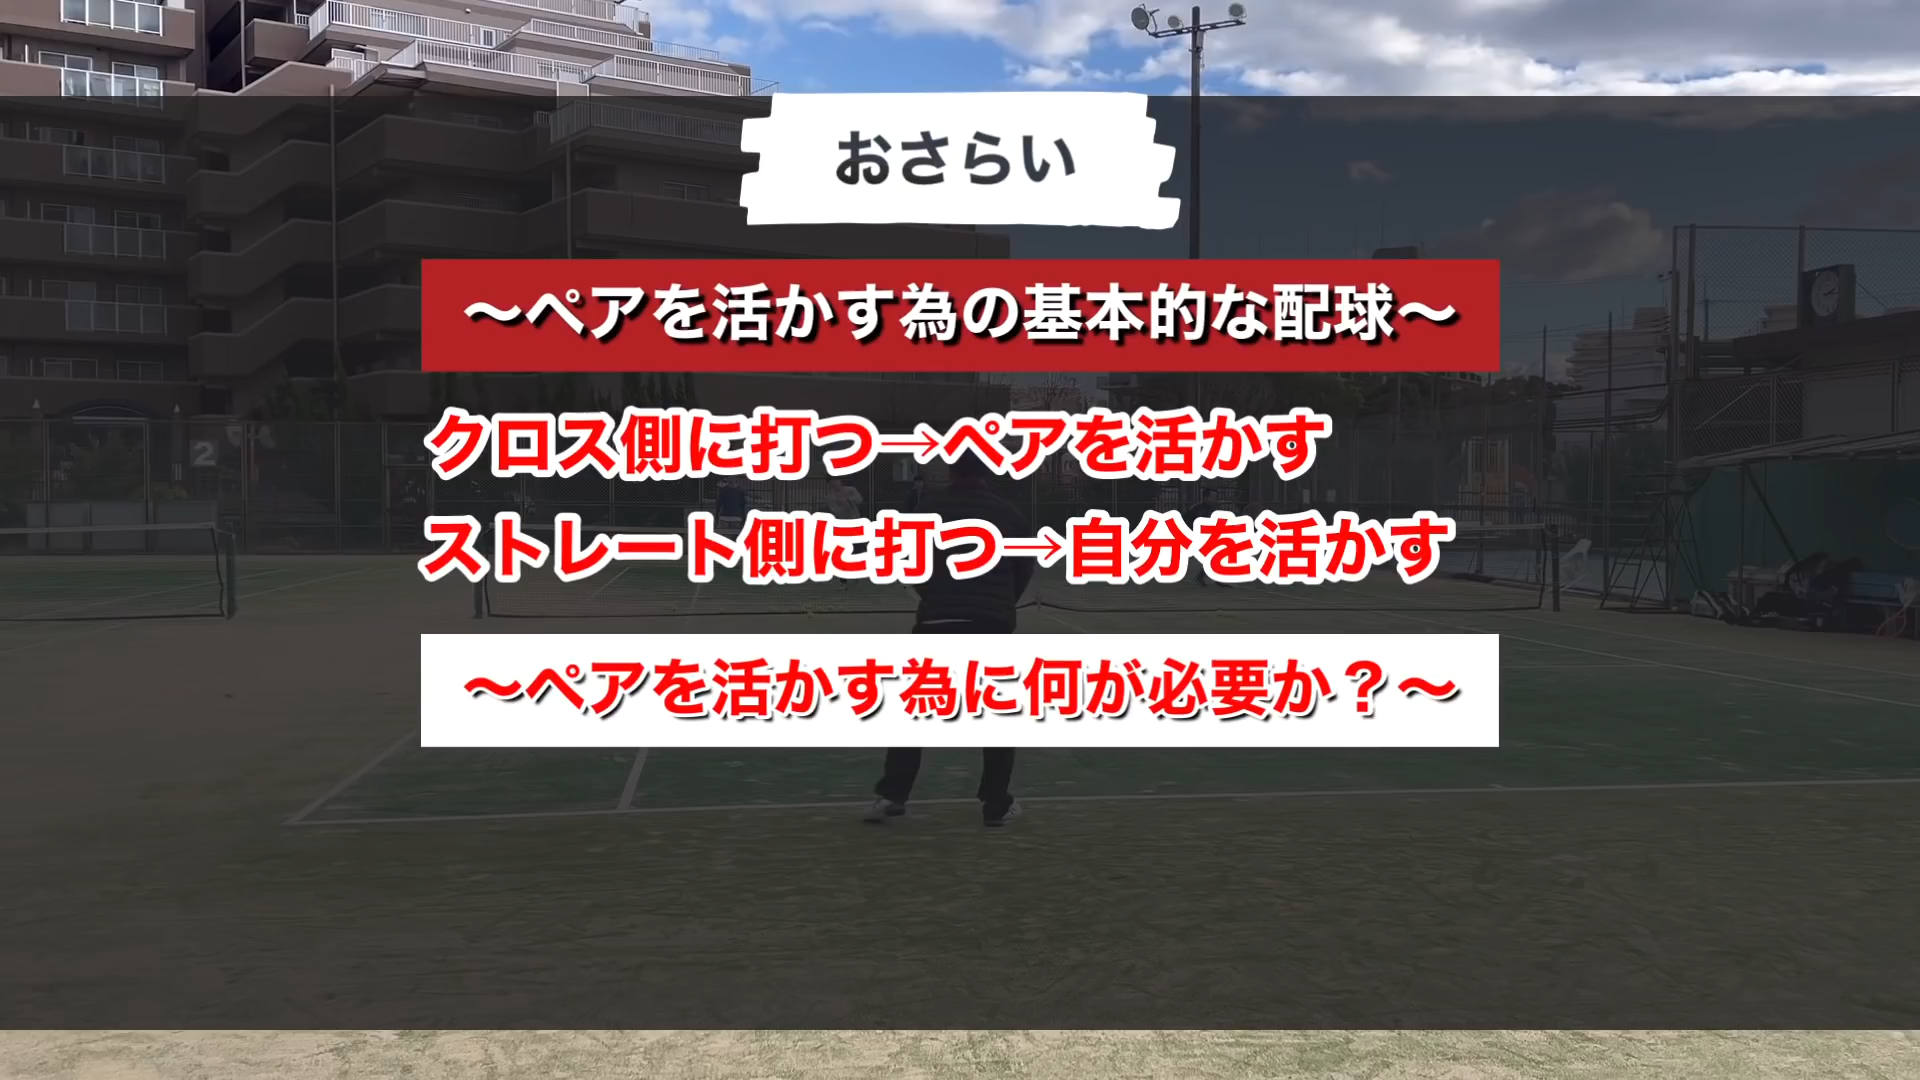 おさらい
〜ペアを活かす為の基本的な配球〜
クロス側に打つ→ペアを活かす
ストレート側に打つ→自分を活かす
〜ペアを活かす為に何が必要か？〜
2
1